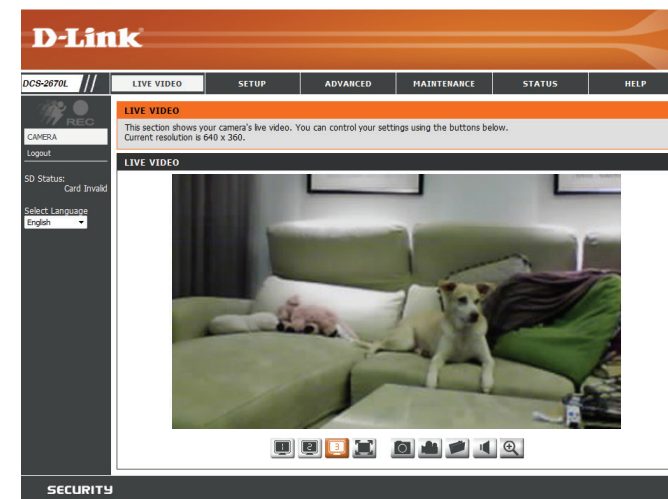 D-Link
DCS-2670L // LIVE VIDEO SETUP ADVANCED MAINTENANCE STATUS HELP
REC
CAMERA
Logout
SD Status:
Card Invalid
Select Language
English
LIVE VIDEO
This section shows your camera's live video. You can control your settings using the buttons below.
Current resolution is 640 x 360.
LIVE VIDEO
1 2 3
SECURITY